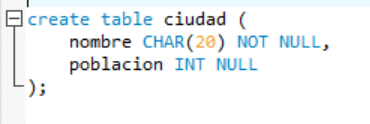 create table ciudad (
nombre CHAR(20) NOT NULL,
poblacion INT NULL
);